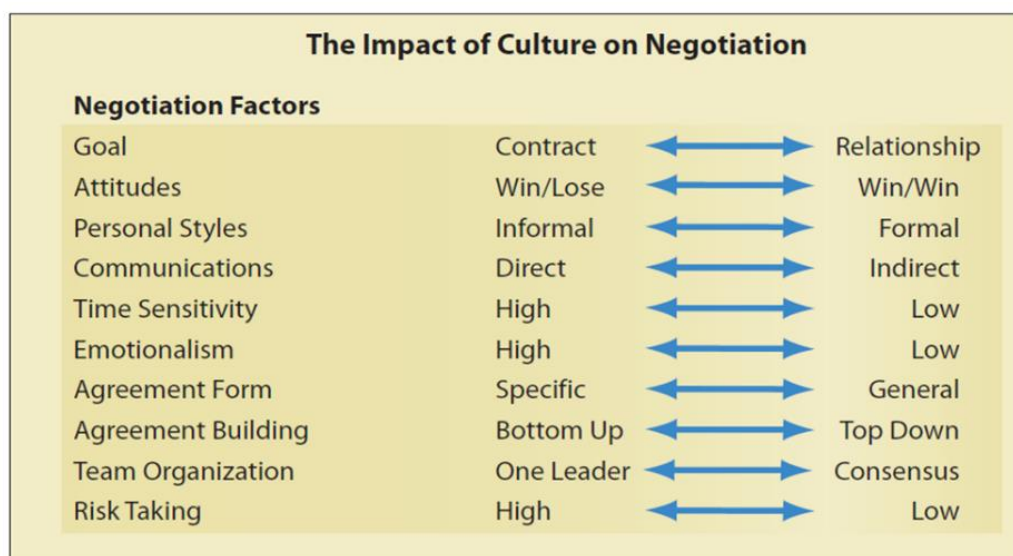 The Impact of Culture on Negotiation
Negotiation Factors
Goal Contract Relationship
Attitudes Win/Lose Win/Win
Personal Styles Informal Formal
Communications Direct Indirect
Time Sensitivity High Low
Emotionalism High Low
Agreement Form Specific General
Agreement Building Bottom Up Top Down
Team Organization One Leader Consensus
Risk Taking High Low